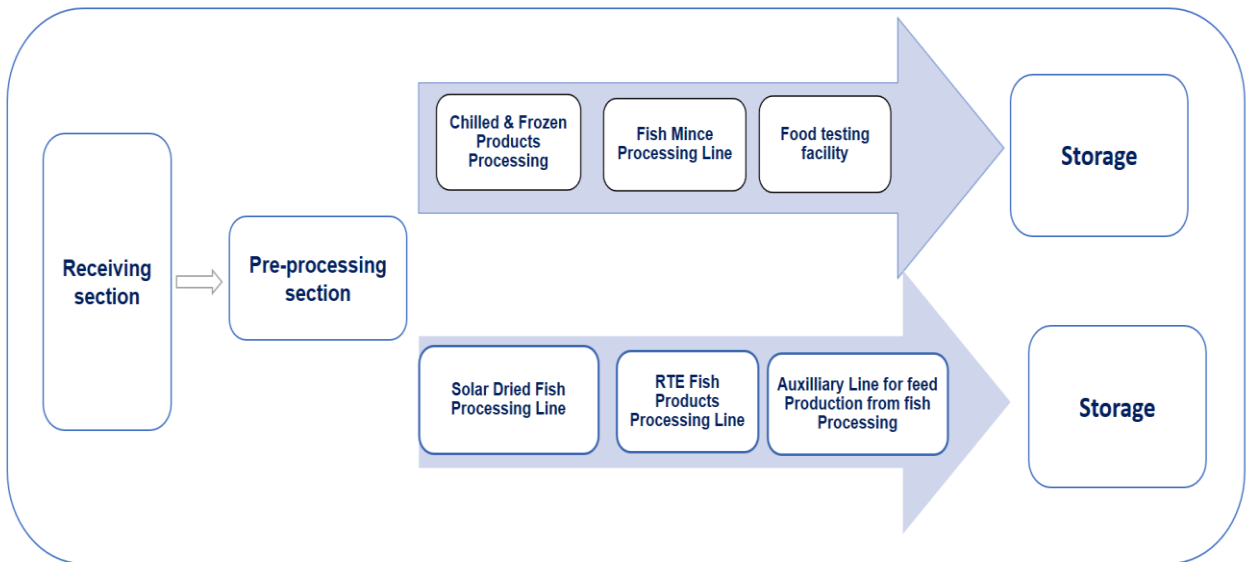 Receiving
section
Pre-processing
section
Chilled & Frozen
Products
Processing
Fish Mince
Processing Line
Food testing
facility
Storage
Solar Dried Fish
Processing Line
RTE Fish
Products
Processing Line
Auxilliary Line for feed
Production from fish
Processing
Storage